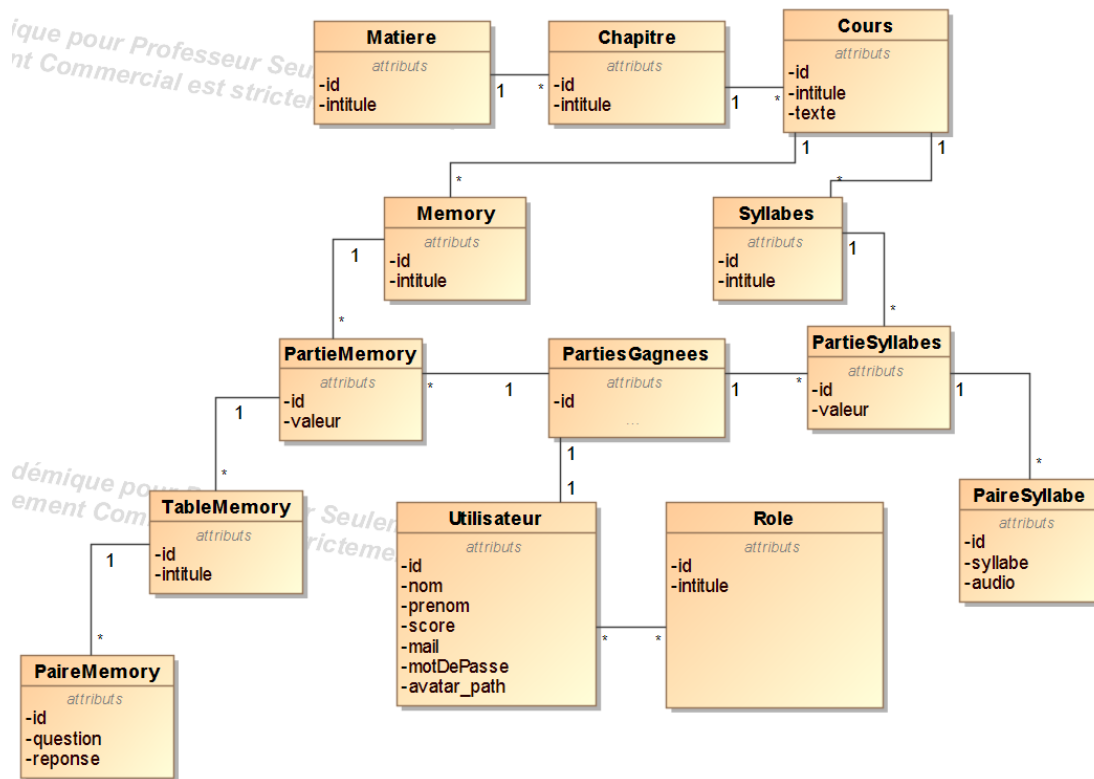 ique pour Professeur Seul
nt Commercial est stricte
Matiere
attributs
-id
-intitule
1
*
Chapitre
attributs
-id
-intitule
1
*
Cours
attributs
-id
-intitule
-texte
1
1
*
*
Memory
attributs
-id
-intitule
1
*
Syllabes
attributs
-id
-intitule
1
*
PartieMemory
attributs
-id
-valeur
*
1
PartiesGagnees
attributs
-id
...
1
*
PartieSyllabes
attributs
-id
-valeur
1
1
*
1
1
*
démique pour
r Seulem
ement Com
trictement
TableMemory
attributs
-id
-intitule
1
*
Utilisateur
attributs
-id
-nom
-prenom
-score
-mail
-motDePasse
-avatar_path
*
*
Role
attributs
-id
-intitule
PaireSyllabe
attributs
-id
-syllabe
-audio
PaireMemory
attributs
-id
-question
-reponse